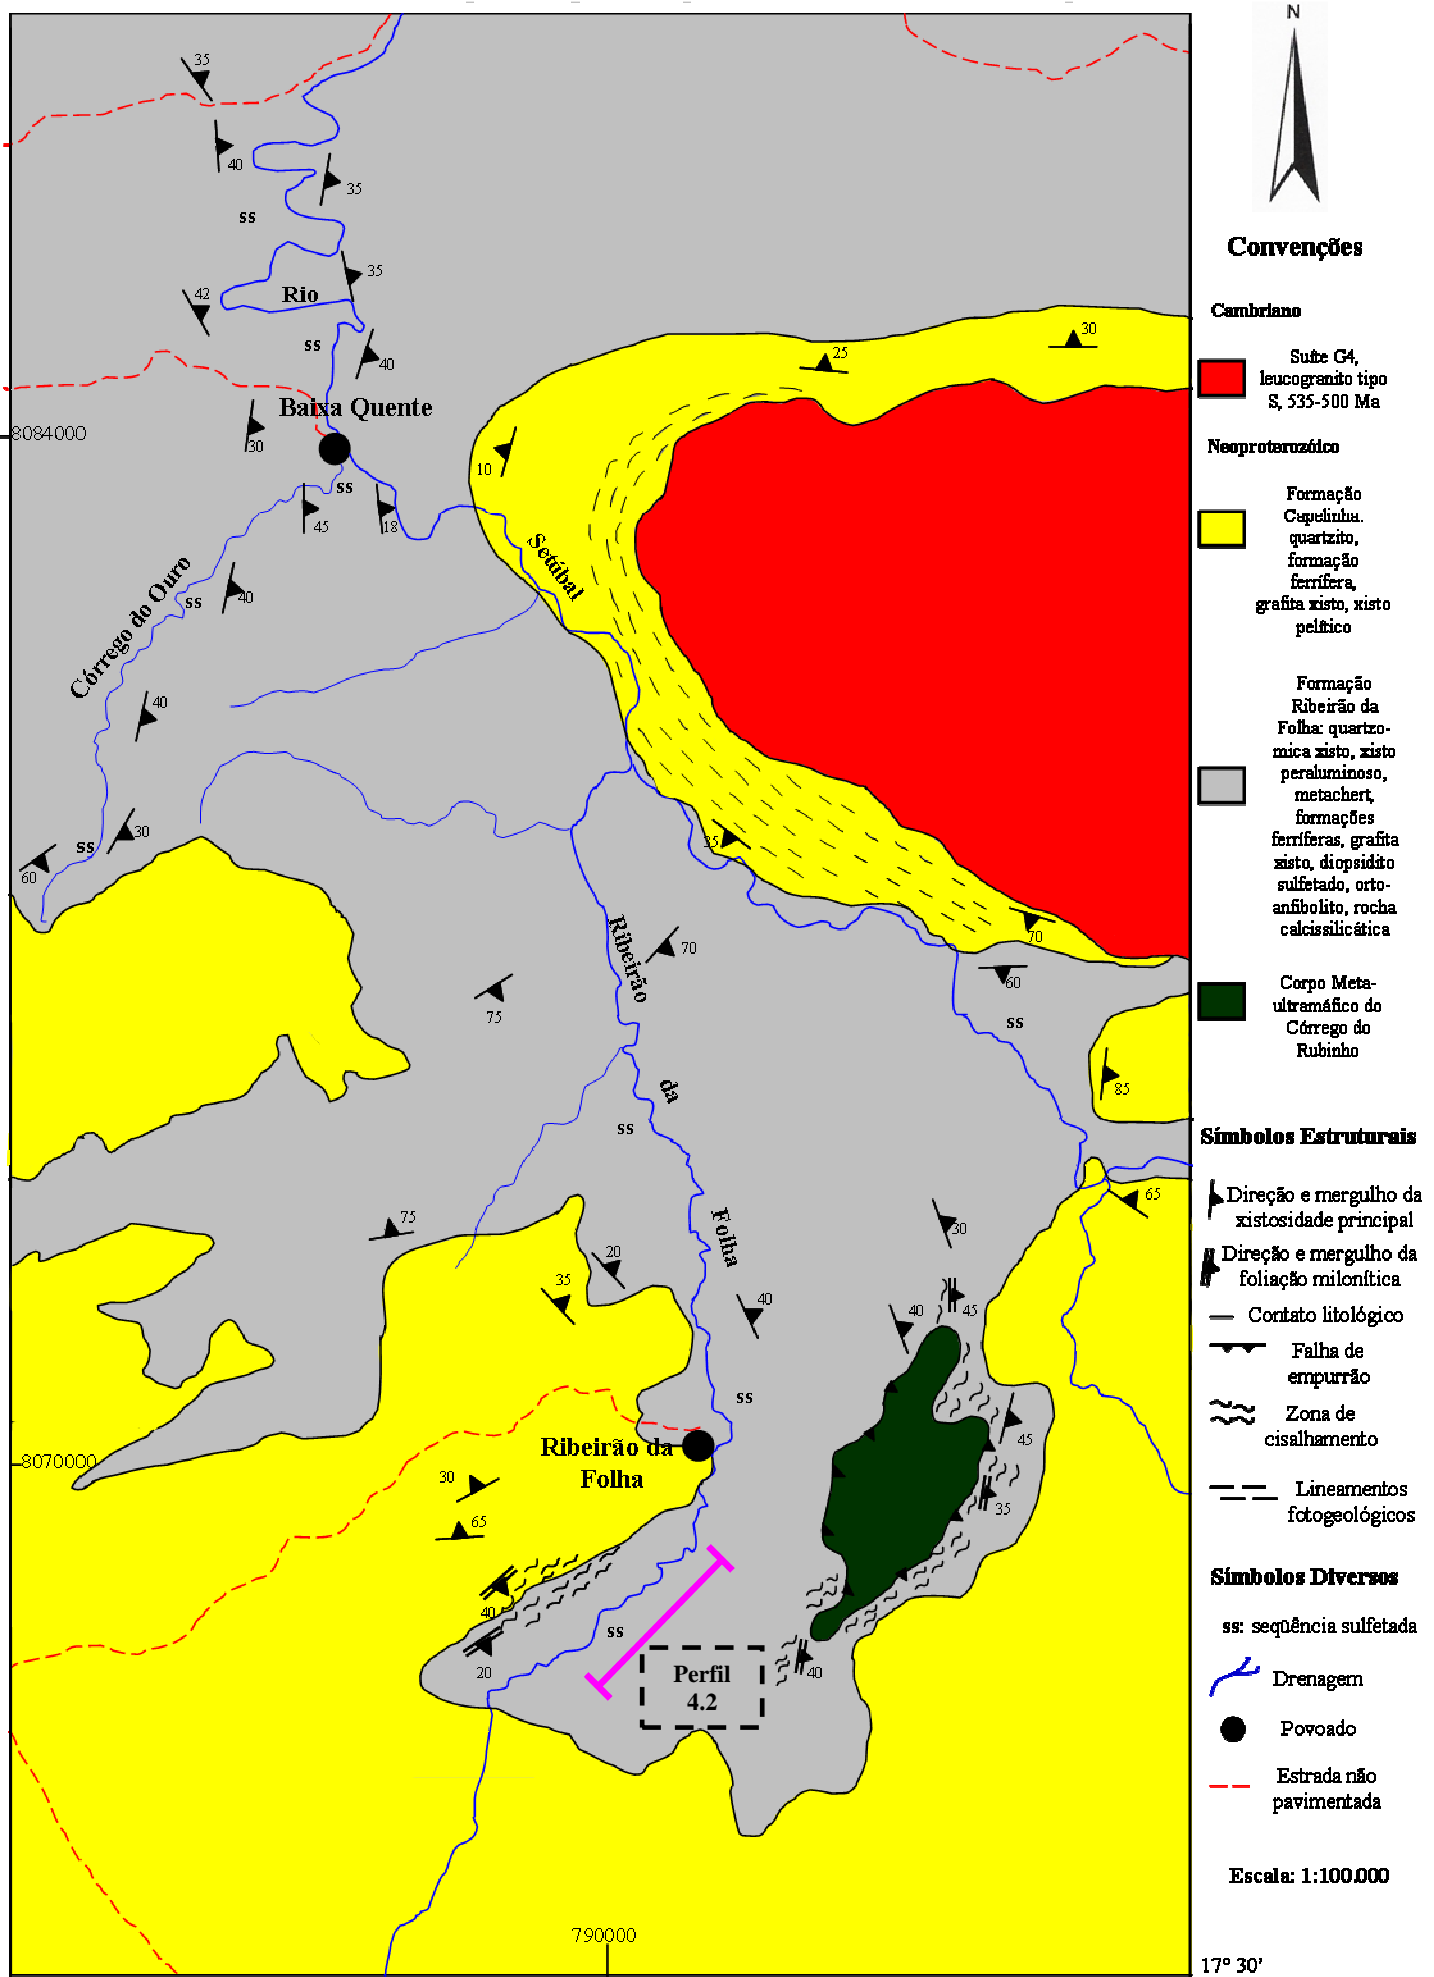 N
Convenções
Cambriano
Suíte G4,
leucogranito tipo
S, 535-500 Ma
Neoproterozóico
Formação
Capelinha.
quartzito,
formação
ferrífera,
grafita xisto, xisto
pelítico
Formação
Ribeirão da
Folha: quartzo-
mica xisto, xisto
peraluminoso,
metachert,
formações
ferríferas, grafita
xisto, diopsidito
sulfetado, orto-
anfibolito, rocha
calcissilicática
Corpo Meta-
ultramáfico do
Córrego do
Rubinho
Símbolos Estruturais
Direção e mergulho da
xistosidade principal
Direção e mergulho da
foliação milonítica
Contato litológico
Falha de
empurrão
Zona de
cisalhamento
Lineamentos
fotogeológicos
Símbolos Diversos
ss: seqüência sulfetada
Drenagem
Povoado
Estrada não
pavimentada
Escala: 1:100.000
17° 30'
35
40
35
ss
35
42
Rio
30
ss
25
40
Baixa Quente
8084000
30
10
ss
45
18
Setúbal
Córrego do Ouro
ss
40
40
30
ss
35
60
Ribeirão
70
70
60
75
ss
da
85
ss
65
75
Folha
30
20
35
40
40
45
ss
45
Ribeirão da
Folha
8070000
30
35
65
40
ss
20
40
Perfil
4.2
790000